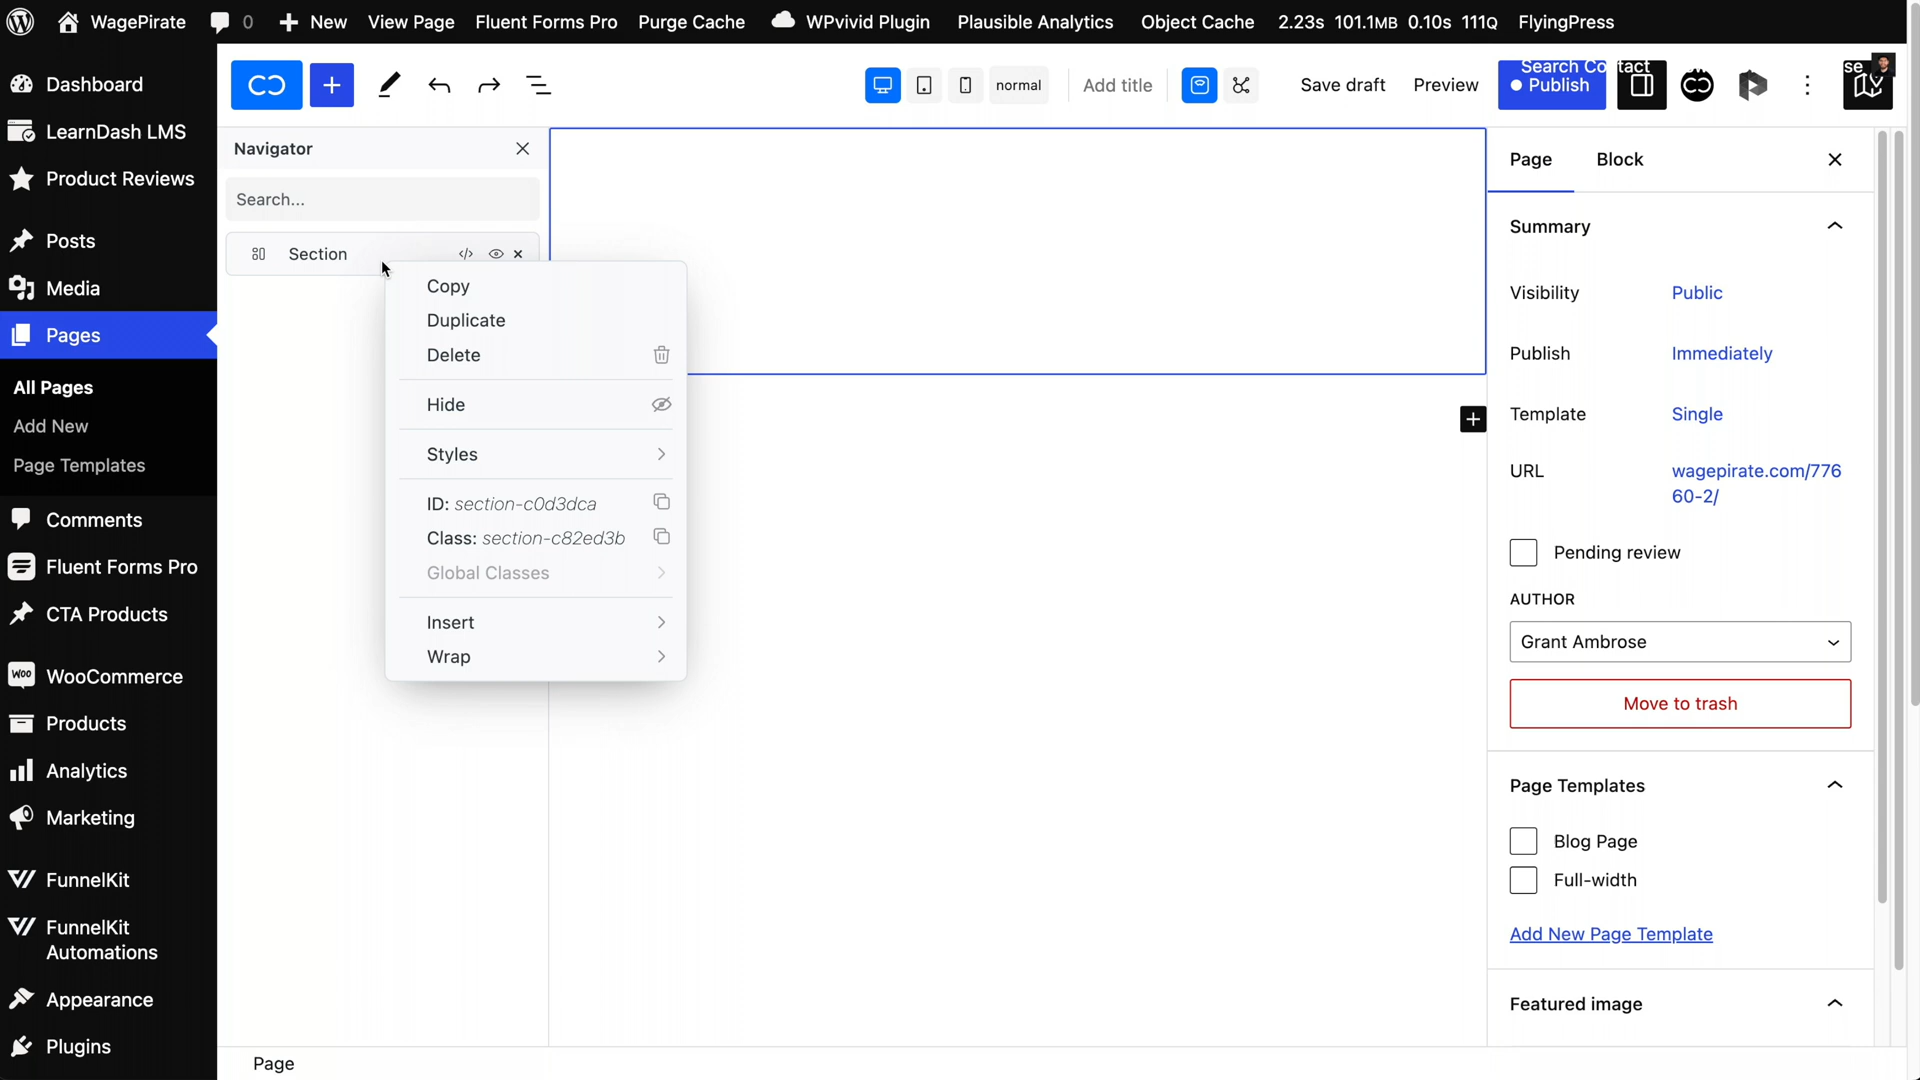 WagePirate 0 New View Page Fluent Forms Pro Purge Cache WPvivid Plugin Plausible Analytics Object Cache 2.23s 101.1MB 0.10s 111Q FlyingPress
Search Contact
Dashboard
LearnDash LMS
Product Reviews
Posts
Media
Pages
All Pages
Add New
Page Templates
Comments
Fluent Forms Pro
CTA Products
Woo WooCommerce
Products
Analytics
Marketing
FunnelKit
FunnelKit
Automations
Appearance
Plugins
normal Add title Save draft Preview Publish
Navigator
Search...
Section
Copy
Duplicate
Delete
Hide
Styles
ID: section-c0d3dca
Class: section-c82ed3b
Global Classes
Insert
Wrap
Page
Page Block
Summary
Visibility Public
Publish Immediately
Template Single
URL wagepirate.com/776
60-2/
Pending review
AUTHOR
Grant Ambrose
Move to trash
Page Templates
Blog Page
Full-width
Add New Page Template
Featured image